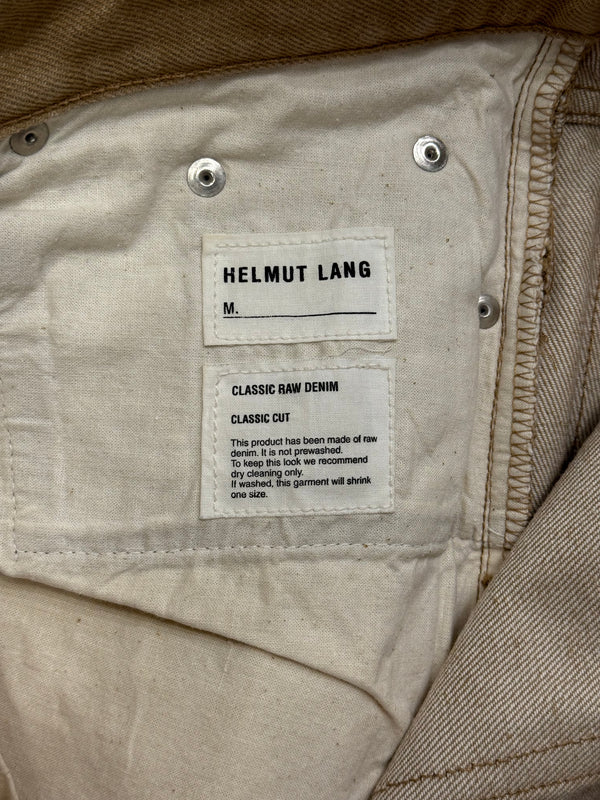 HELMUT LANG
M.
CLASSIC RAW DENIM
CLASSIC CUT
This product has been made of raw
denim. It is not prewashed.
To keep this look we recommend
dry cleaning only.
If washed, this garment will shrink
one size.